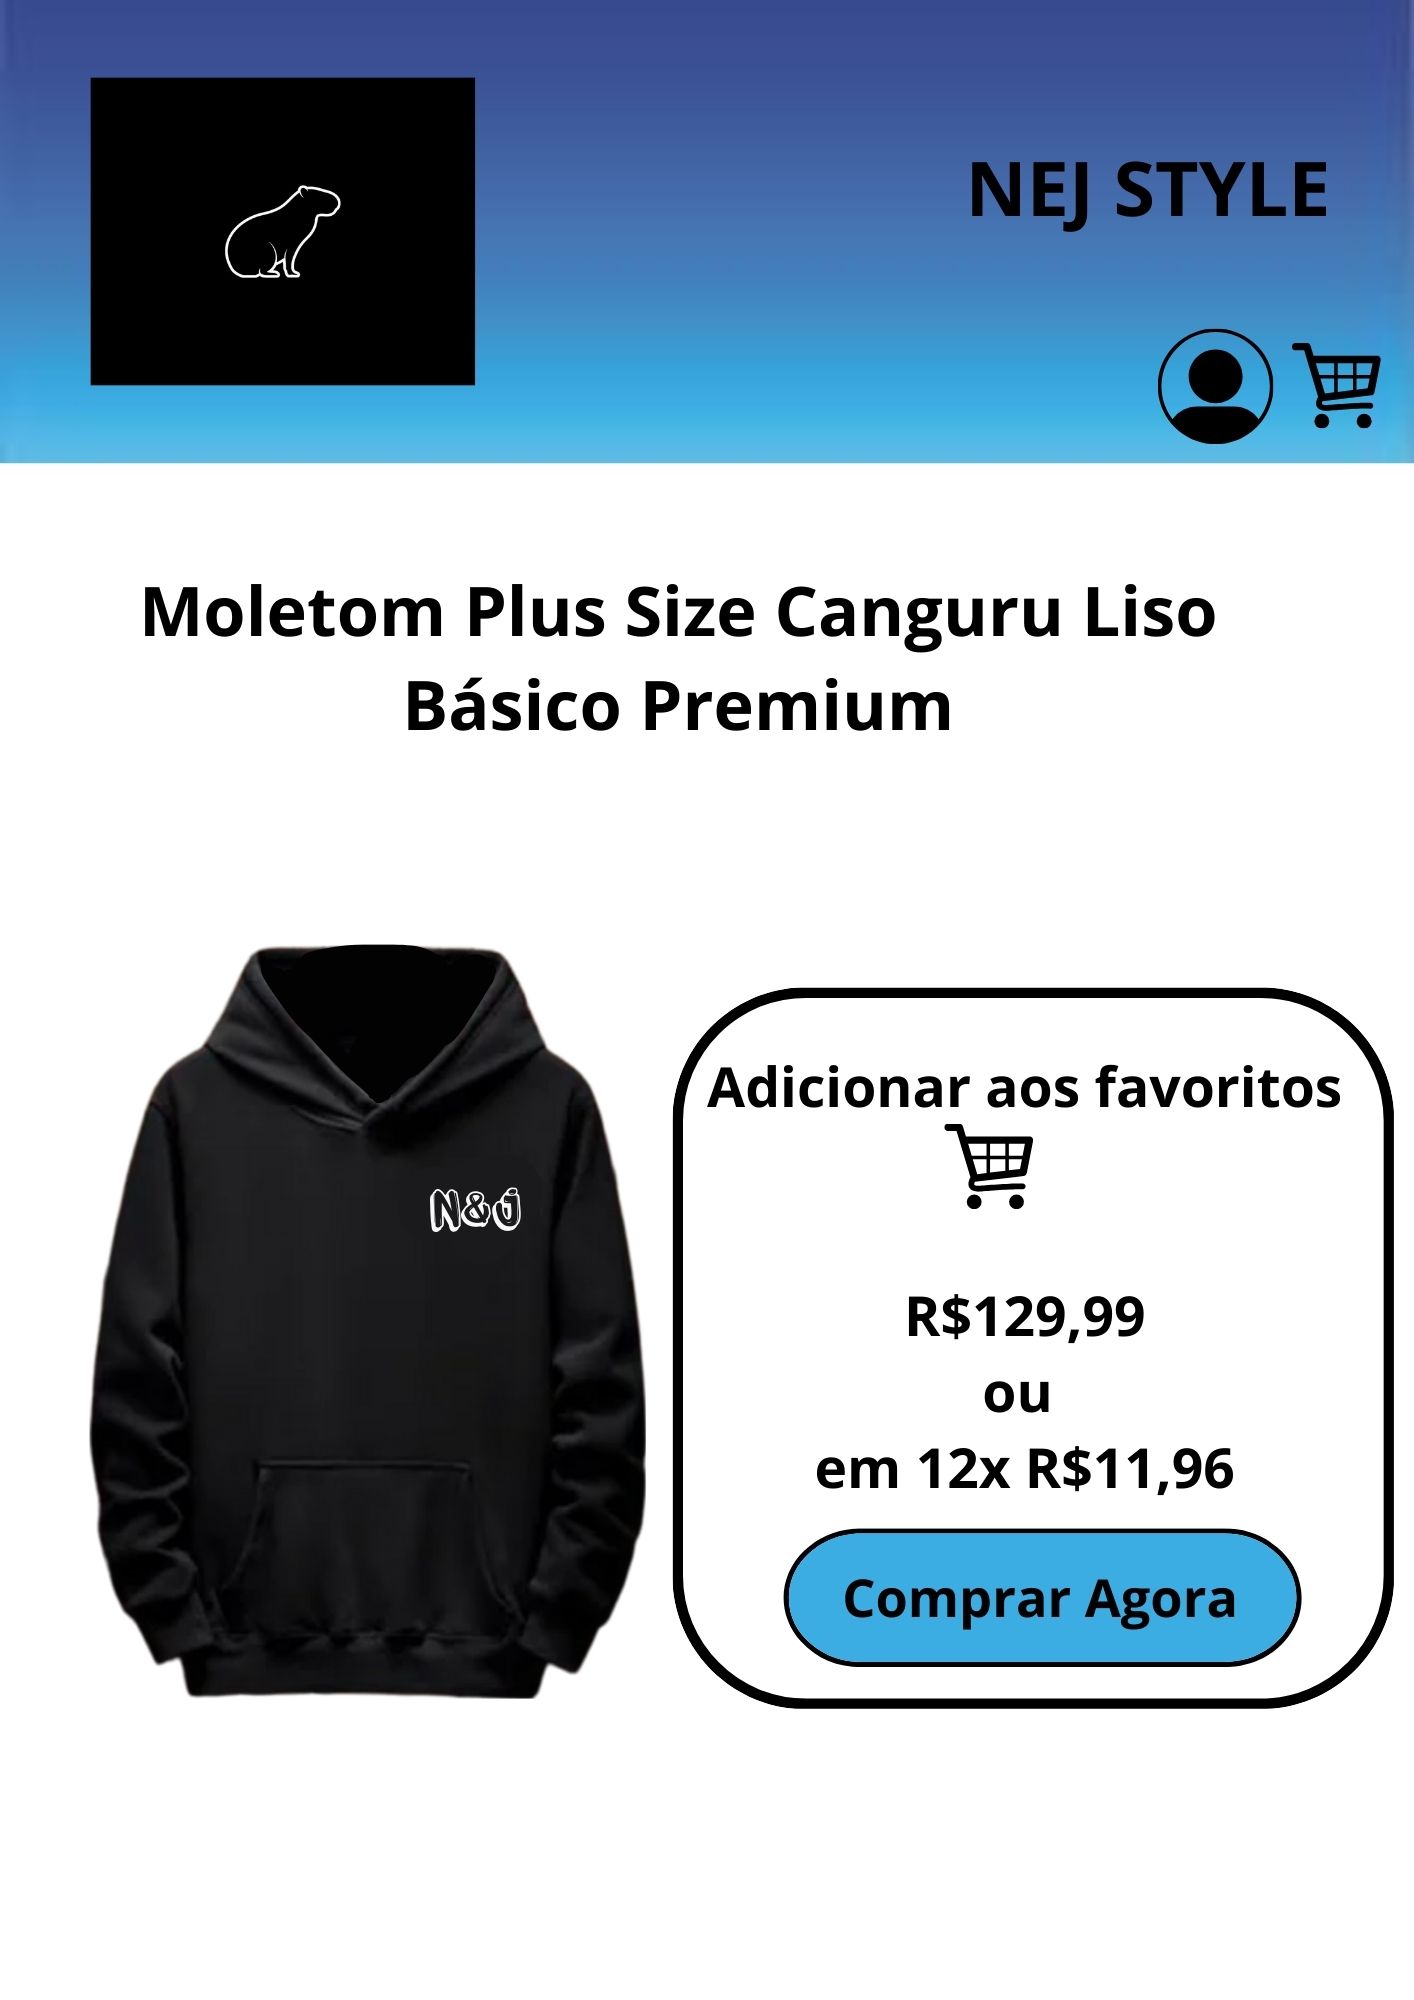 NEJ STYLE
Moletom Plus Size Canguru Liso
Básico Premium
N&J
Adicionar aos favoritos
R$129,99
ou
em 12x R$11,96
Comprar Agora